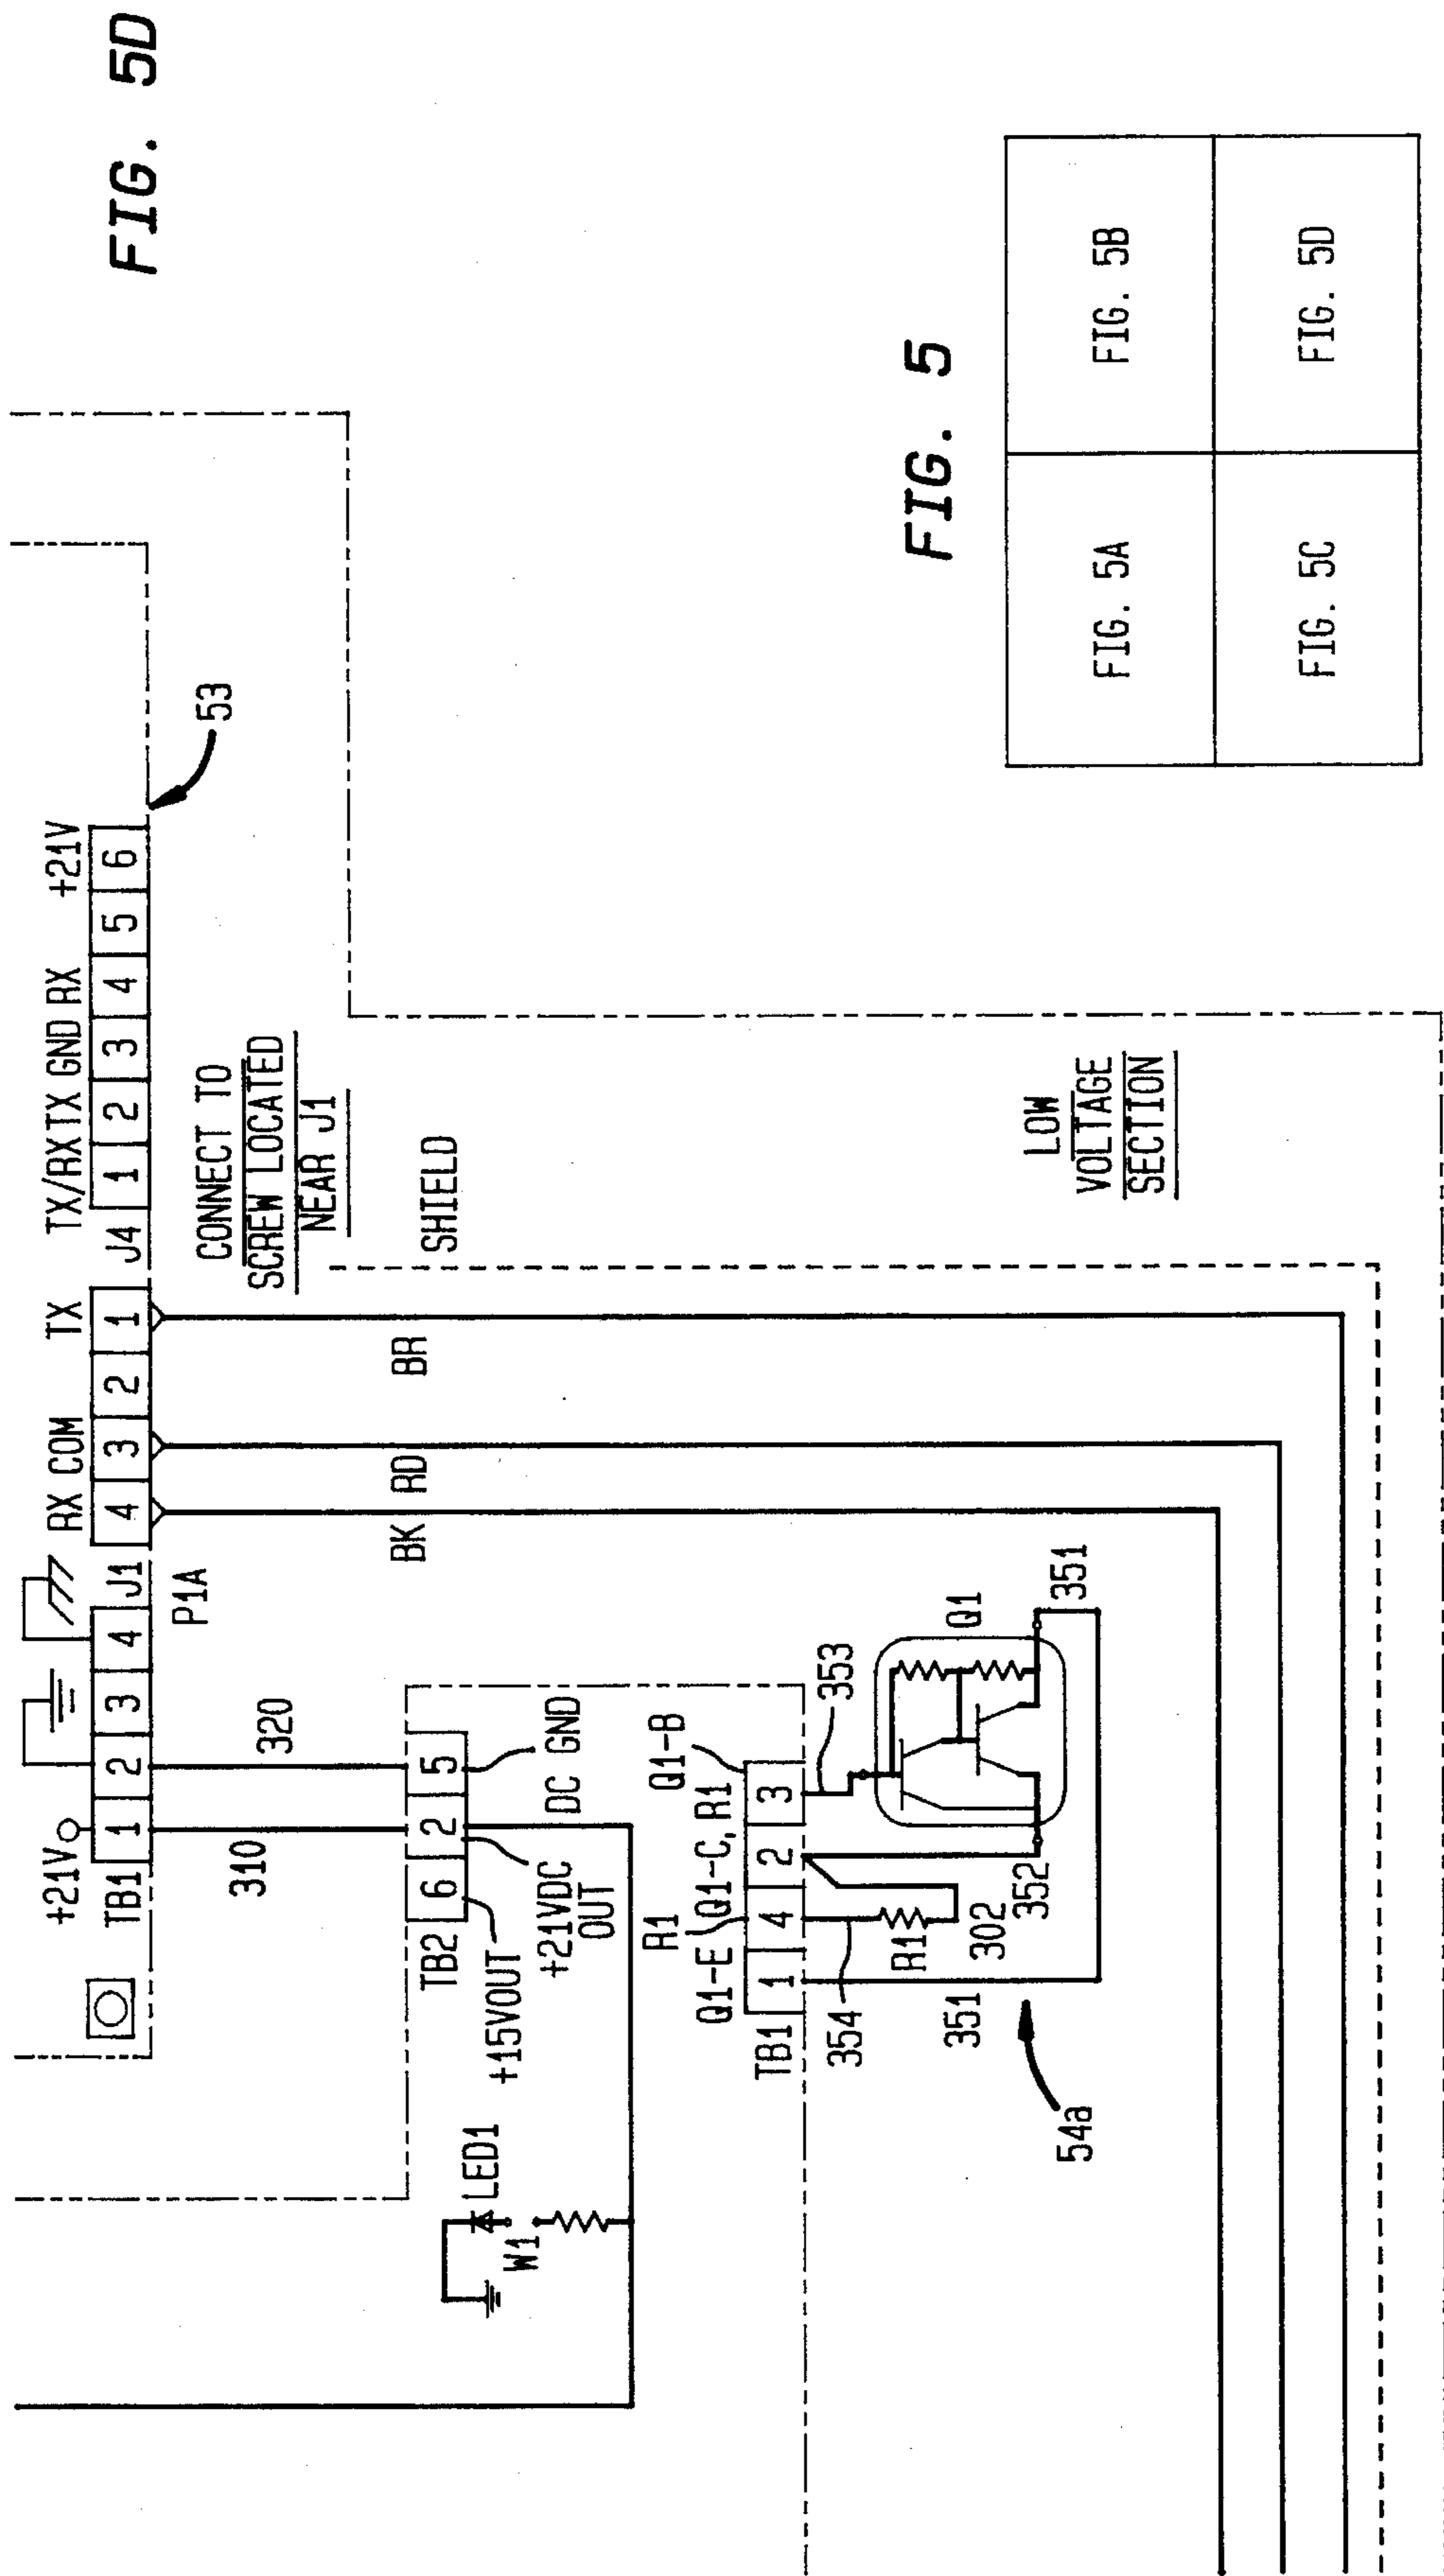 FIG. 5D
+21V
TB1 1 2 3 4
J1 4 3 2 1
RX COM TX
J4 1 2 3 4 5 6
TX/RX TX GND RX +21V
53
P1A
CONNECT TO
SCREW LOCATED
NEAR J1
310
320
BK
RD
BR
SHIELD
TB2 6 2 5
+15VOUT
+21VDC
OUT
DC GND
LED1
W1
Q1-E
R1
Q1-C, R1
Q1-B
TB1 1 4 2 3
354
353
R1
302
351
352
Q1
351
54a
LOW
VOLTAGE
SECTION
FIG. 5
FIG. 5A
FIG. 5B
FIG. 5C
FIG. 5D